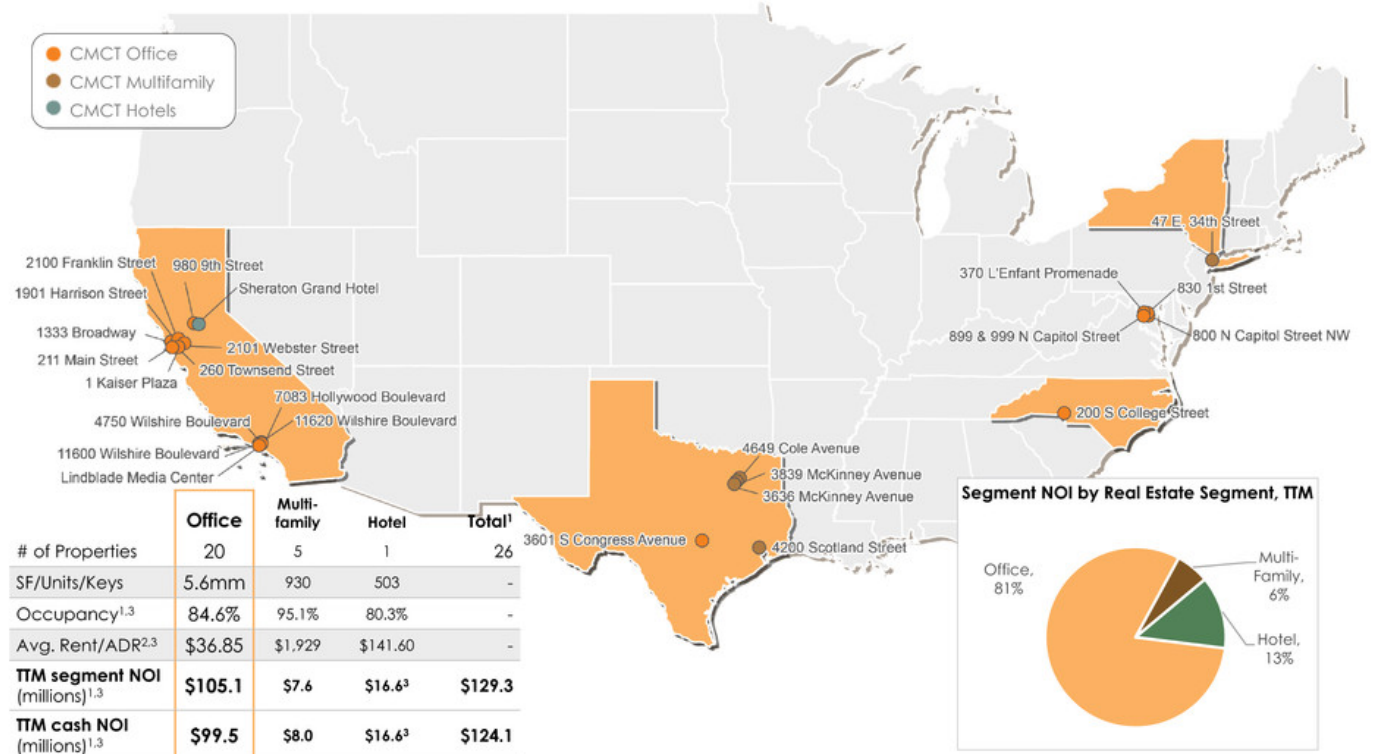 CMCT Office
CMCT Multifamily
CMCT Hotels
47 E. 34th Street
2100 Franklin Street
980 9th Street
370 L'Enfant Promenade
1901 Harrison Street
Sheraton Grand Hotel
830 1st Street
1333 Broadway
899 & 999 N Capitol Street
800 N Capitol Street NW
211 Main Street
2101 Webster Street
260 Townsend Street
1 Kaiser Plaza
7083 Hollywood Boulevard
200 S College Street
4750 Wilshire Boulevard
11620 Wilshire Boulevard
11600 Wilshire Boulevard
4649 Cole Avenue
Lindblade Media Center
3839 McKinney Avenue
3636 McKinney Avenue
3601 S Congress Avenue
4200 Scotland Street
Office Multi-
family Hotel Total¹
# of Properties 20 5 1 26
SF/Units/Keys 5.6mm 930 503 -
Occupancy¹,³ 84.6% 95.1% 80.3% -
Avg. Rent/ADR²,³ $36.85 $1,929 $141.60 -
TTM segment NOI
(millions)¹,³ $105.1 $7.6 $16.6³ $129.3
TTM cash NOI
(millions)¹,³ $99.5 $8.0 $16.6³ $124.1
Segment NOI by Real Estate Segment, TTM
Office,
81%
Multi-
Family,
6%
Hotel,
13%